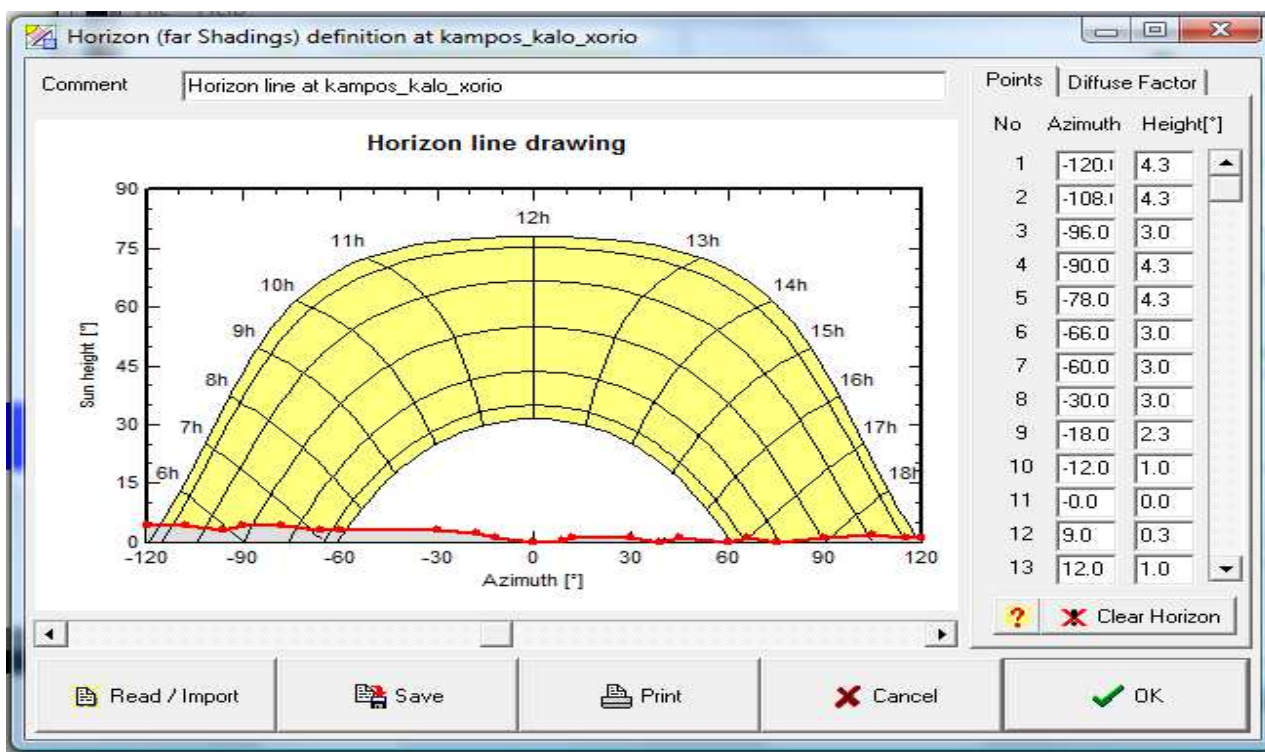 Horizon (far Shadings) definition at kampos_kalo_xorio
Comment Horizon line at kampos_kalo_xorio
Points Diffuse Factor
No Azimuth Height[°]
1 -120.0 4.3
2 -108.0 4.3
3 -96.0 3.0
4 -90.0 4.3
5 -78.0 4.3
6 -66.0 3.0
7 -60.0 3.0
8 -30.0 3.0
9 -18.0 2.3
10 -12.0 1.0
11 -0.0 0.0
12 9.0 0.3
13 12.0 1.0
? Clear Horizon
Horizon line drawing
90
75
60
45
30
15
0
Sun height [°]
6h
7h
8h
9h
10h
11h
12h
13h
14h
15h
16h
17h
18h
-120 -90 -60 -30 0 30 60 90 120
Azimuth [°]
Read / Import Save Print Cancel OK